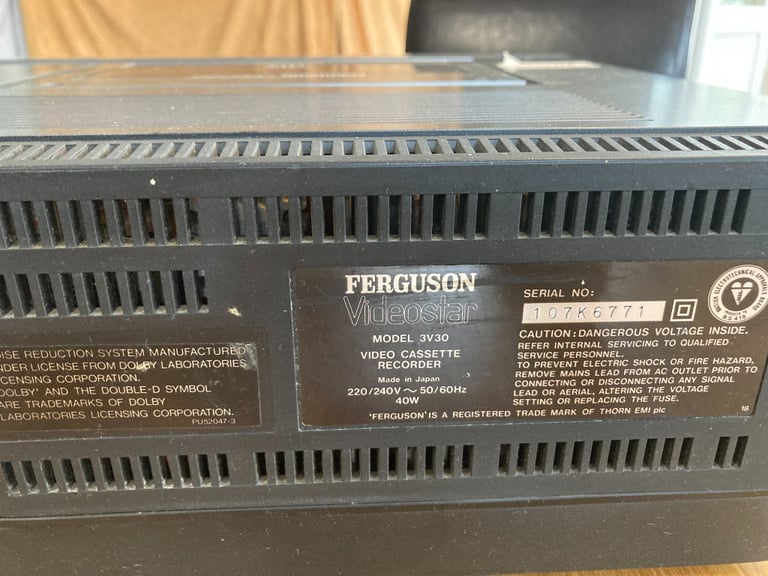 FERGUSON
Videostar
MODEL 3V30
VIDEO CASSETTE
RECORDER
Made in Japan
220/240V ~ 50/60Hz
40W
SERIAL NO:
107K6771
CAUTION: DANGEROUS VOLTAGE INSIDE.
REFER INTERNAL SERVICING TO QUALIFIED
SERVICE PERSONNEL.
TO PREVENT ELECTRIC SHOCK OR FIRE HAZARD,
REMOVE MAINS LEAD FROM AC OUTLET PRIOR TO
CONNECTING OR DISCONNECTING ANY SIGNAL
LEAD OR AERIAL, ALTERING THE VOLTAGE
SETTING OR REPLACING THE FUSE.
'FERGUSON' IS A REGISTERED TRADE MARK OF THORN EMI plc
18
OISE REDUCTION SYSTEM MANUFACTURED
NDER LICENSE FROM DOLBY LABORATORIES
ICENSING CORPORATION.
DOLBY' AND THE DOUBLE-D SYMBOL
ARE TRADEMARKS OF DOLBY
LABORATORIES LICENSING CORPORATION.
PU52047-3